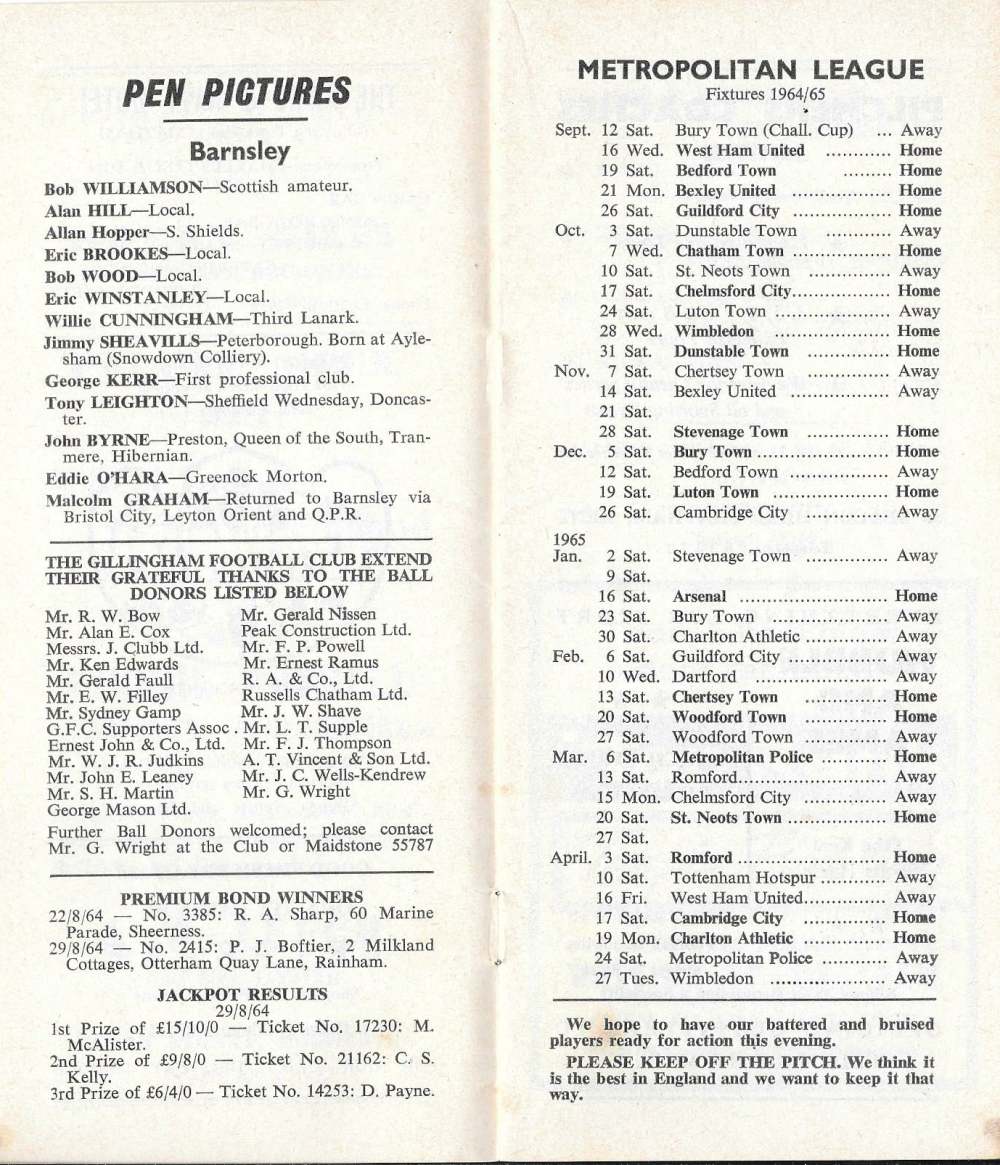 PEN PICTURES
Barnsley
Bob WILLIAMSON—Scottish amateur.
Alan HILL—Local.
Allan Hopper—S. Shields.
Eric BROOKES—Local.
Bob WOOD—Local.
Eric WINSTANLEY—Local.
Willie CUNNINGHAM—Third Lanark.
Jimmy SHEAVILLS—Peterborough. Born at Ayle-
sham (Snowdown Colliery).
George KERR—First professional club.
Tony LEIGHTON—Sheffield Wednesday, Doncas-
ter.
John BYRNE—Preston, Queen of the South, Tran-
mere, Hibernian.
Eddie O'HARA—Greenock Morton.
Malcolm GRAHAM—Returned to Barnsley via
Bristol City, Leyton Orient and Q.P.R.
THE GILLINGHAM FOOTBALL CLUB EXTEND
THEIR GRATEFUL THANKS TO THE BALL
DONORS LISTED BELOW
Mr. R. W. Bow Mr. Gerald Nissen
Mr. Alan E. Cox Peak Construction Ltd.
Messrs. J. Clubb Ltd. Mr. F. P. Powell
Mr. Ken Edwards Mr. Ernest Ramus
Mr. Gerald Faull R. A. & Co., Ltd.
Mr. E. W. Filley Russells Chatham Ltd.
Mr. Sydney Gamp Mr. J. W. Shave
G.F.C. Supporters Assoc . Mr. L. T. Supple
Ernest John & Co., Ltd. Mr. F. J. Thompson
Mr. W. J. R. Judkins A. T. Vincent & Son Ltd.
Mr. John E. Leaney Mr. J. C. Wells-Kendrew
Mr. S. H. Martin Mr. G. Wright
George Mason Ltd.
Further Ball Donors welcomed; please contact
Mr. G. Wright at the Club or Maidstone 55787
PREMIUM BOND WINNERS
22/8/64 — No. 3385: R. A. Sharp, 60 Marine
Parade, Sheerness.
29/8/64 — No. 2415: P. J. Boftier, 2 Milkland
Cottages, Otterham Quay Lane, Rainham.
JACKPOT RESULTS
29/8/64
1st Prize of £15/10/0 — Ticket No. 17230: M.
McAlister.
2nd Prize of £9/8/0 — Ticket No. 21162: C. S.
Kelly.
3rd Prize of £6/4/0 — Ticket No. 14253: D. Payne.
METROPOLITAN LEAGUE
Fixtures 1964/65
Sept. 12 Sat. Bury Town (Chall. Cup) ... Away
16 Wed. West Ham United ............ Home
19 Sat. Bedford Town ......... Home
21 Mon. Bexley United .................. Home
26 Sat. Guildford City .................. Home
Oct. 3 Sat. Dunstable Town ............ Away
7 Wed. Chatham Town .................. Home
10 Sat. St. Neots Town ............... Away
17 Sat. Chelmsford City.................. Home
24 Sat. Luton Town ..................... Away
28 Wed. Wimbledon ..................... Home
31 Sat. Dunstable Town ............... Home
Nov. 7 Sat. Chertsey Town ............... Away
14 Sat. Bexley United .................. Away
21 Sat.
28 Sat. Stevenage Town ............... Home
Dec. 5 Sat. Bury Town ........................ Home
12 Sat. Bedford Town .................. Away
19 Sat. Luton Town ..................... Home
26 Sat. Cambridge City ............... Away
1965
Jan. 2 Sat. Stevenage Town ............... Away
9 Sat.
16 Sat. Arsenal ........................... Home
23 Sat. Bury Town ..................... Away
30 Sat. Charlton Athletic ............... Away
Feb. 6 Sat. Guildford City .................. Away
10 Wed. Dartford ........................ Away
13 Sat. Chertsey Town ............... Home
20 Sat. Woodford Town ............... Home
27 Sat. Woodford Town ............... Away
Mar. 6 Sat. Metropolitan Police ............ Home
13 Sat. Romford........................... Away
15 Mon. Chelmsford City ............... Away
20 Sat. St. Neots Town .................. Home
27 Sat.
April. 3 Sat. Romford ........................... Home
10 Sat. Tottenham Hotspur ............ Away
16 Fri. West Ham United............... Away
17 Sat. Cambridge City ............... Home
19 Mon. Charlton Athletic ............... Home
24 Sat. Metropolitan Police ............ Away
27 Tues. Wimbledon ..................... Away
We hope to have our battered and bruised
players ready for action this evening.
PLEASE KEEP OFF THE PITCH. We think it
is the best in England and we want to keep it that
way.